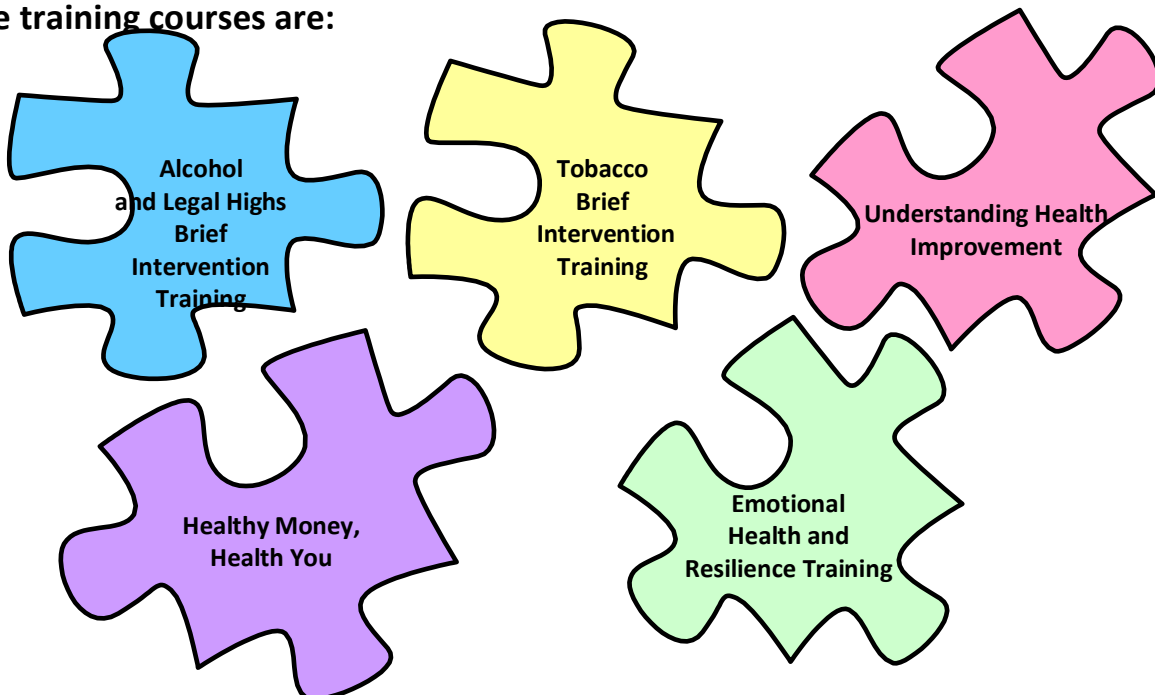 e training courses are:
Alcohol
and Legal Highs
Brief
Intervention
Training
Tobacco
Brief
Intervention
Training
Understanding Health
Improvement
Healthy Money,
Health You
Emotional
Health and
Resilience Training